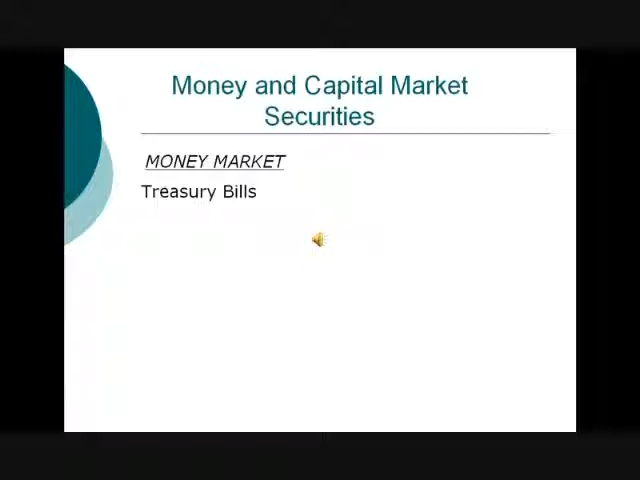 Money and Capital Market
Securities
MONEY MARKET
Treasury Bills